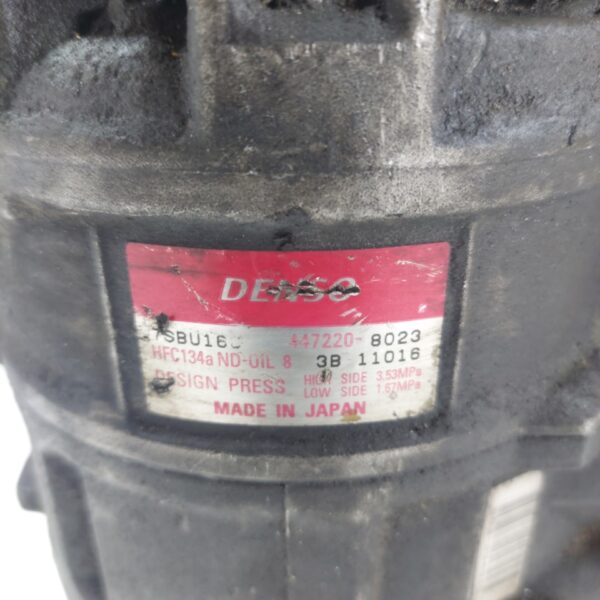 DENSO
7SBU16C 447220-8023
HFC134a ND-OIL 8 3B 11016
DESIGN PRESS HIGH SIDE 3.53MPa
LOW SIDE 1.67MPa
MADE IN JAPAN